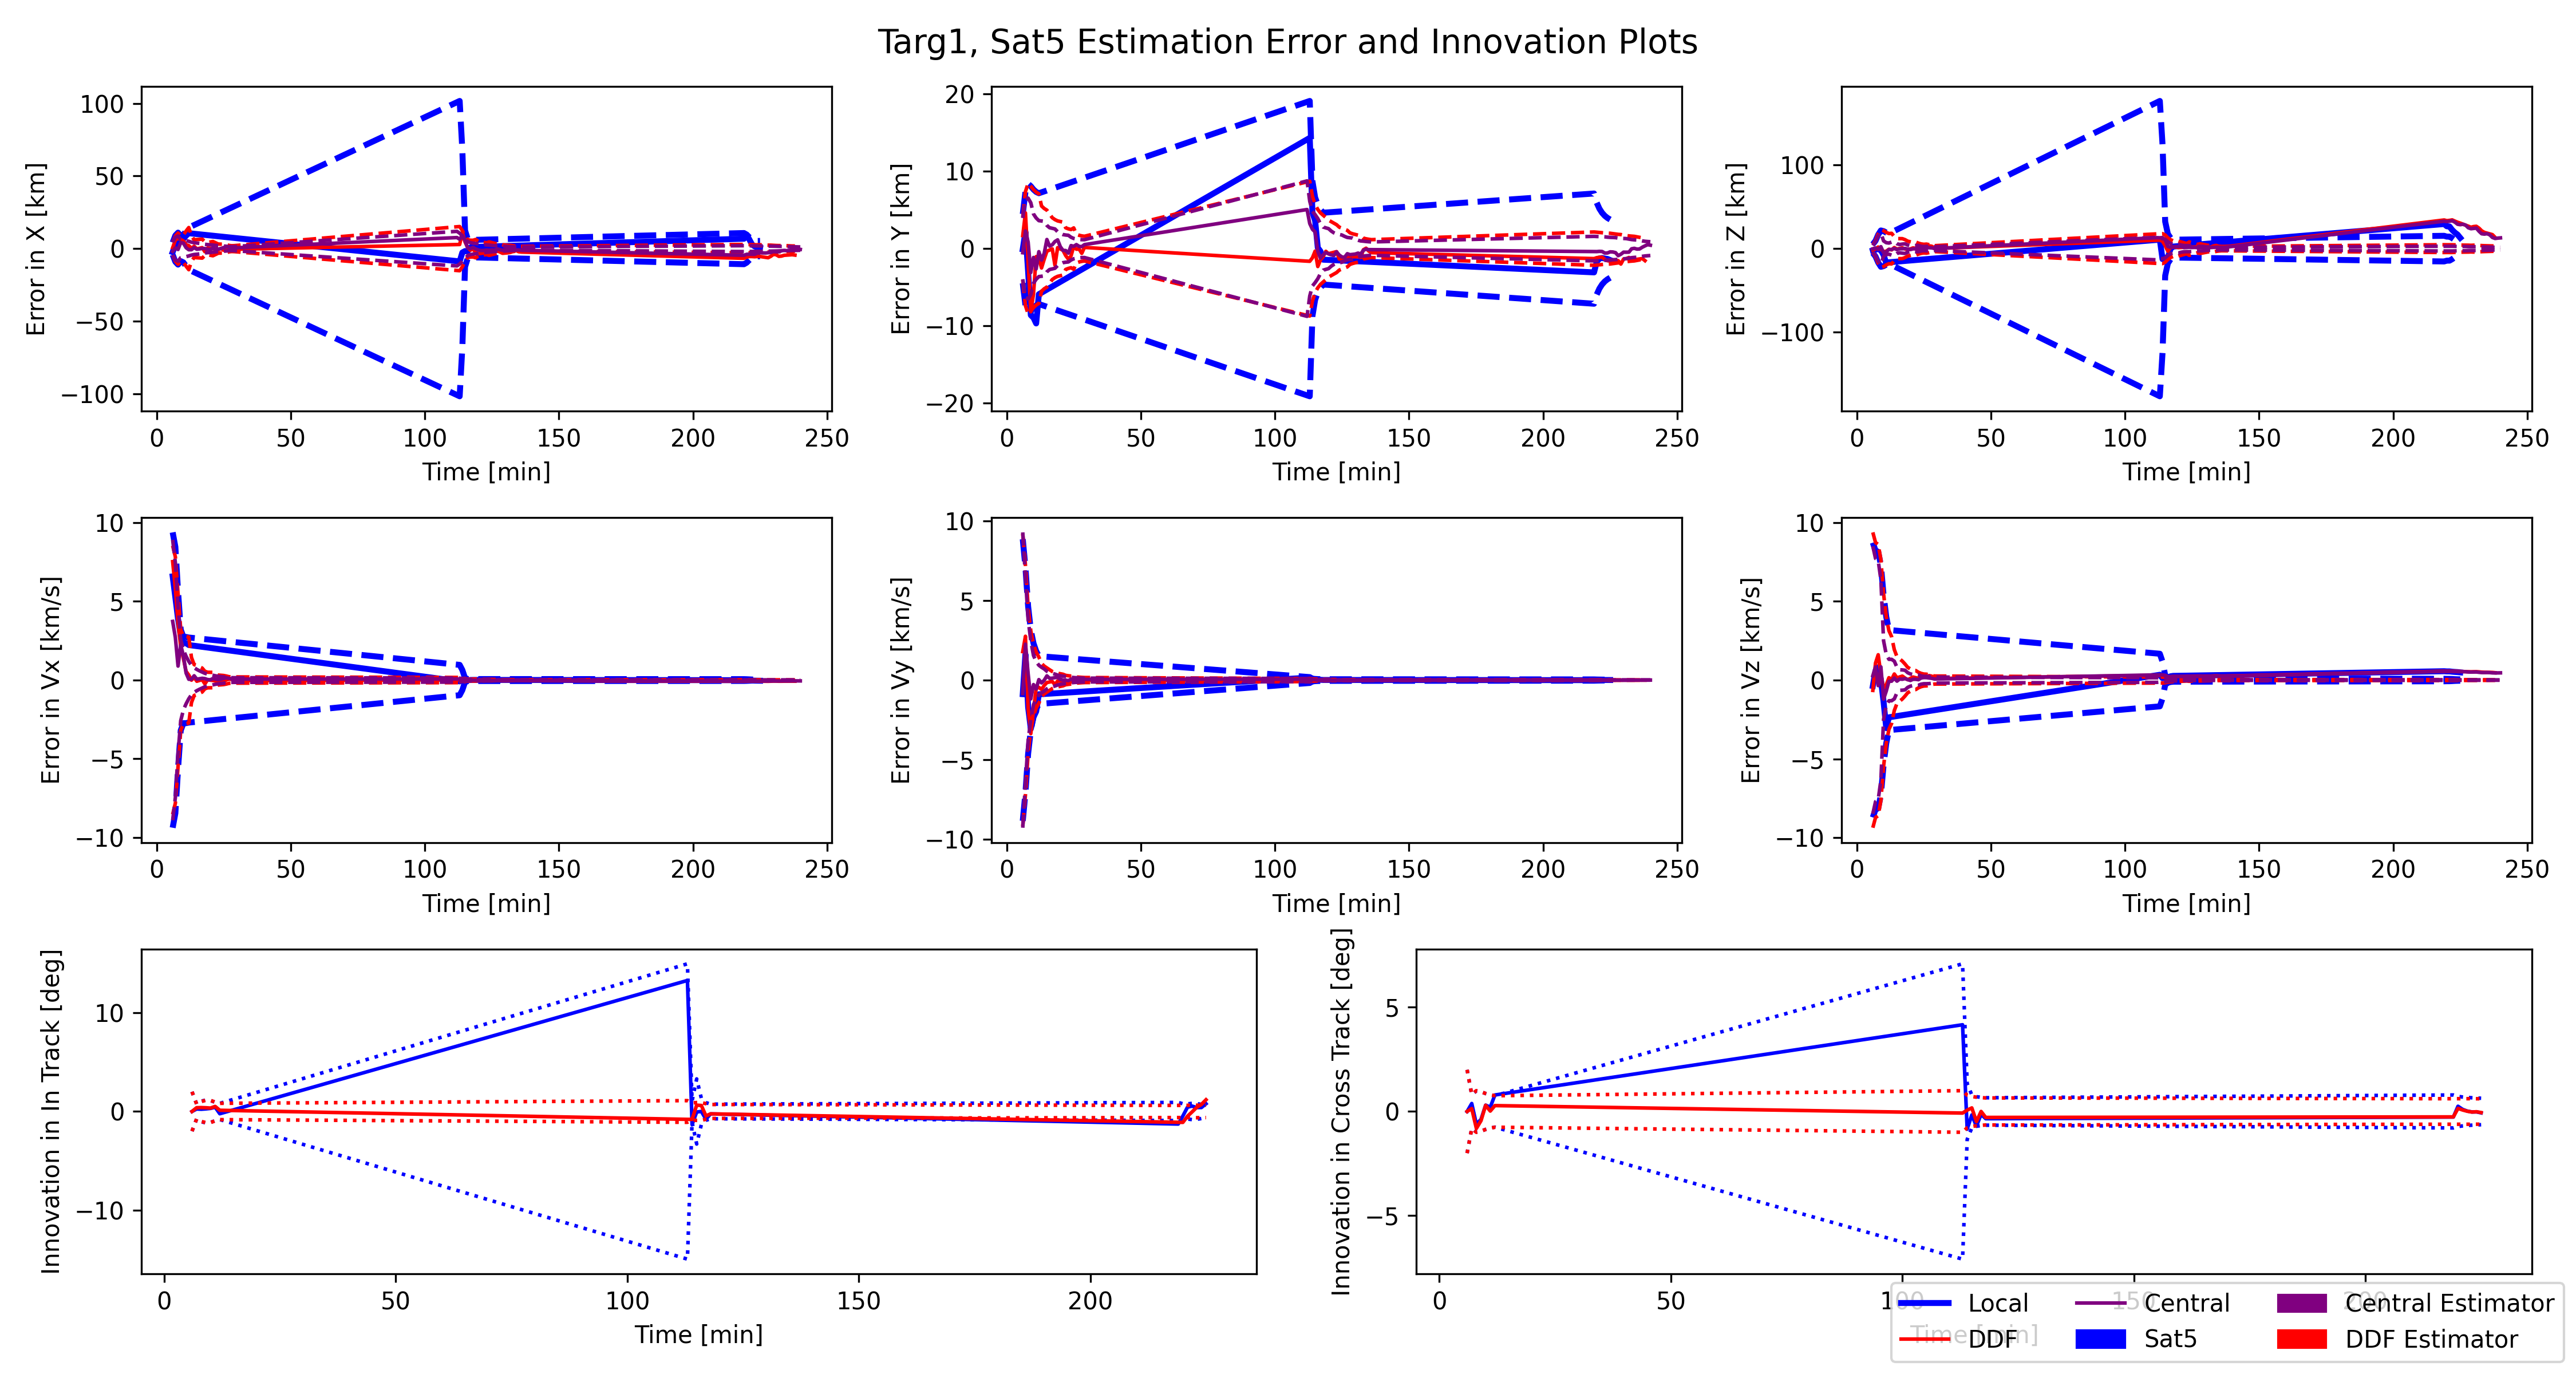 Targ1, Sat5 Estimation Error and Innovation Plots
Error in X [km]
100
50
0
−50
−100
0 50 100 150 200 250
Time [min]
Error in Y [km]
20
10
0
−10
−20
0 50 100 150 200 250
Time [min]
Error in Z [km]
100
0
−100
0 50 100 150 200 250
Time [min]
Error in Vx [km/s]
10
5
0
−5
−10
0 50 100 150 200 250
Time [min]
Error in Vy [km/s]
10
5
0
−5
−10
0 50 100 150 200 250
Time [min]
Error in Vz [km/s]
10
5
0
−5
−10
0 50 100 150 200 250
Time [min]
Innovation in In Track [deg]
10
0
−10
0 50 100 150 200
Time [min]
Innovation in Cross Track [deg]
5
0
−5
0 50 100 150 200
Time [min]
Local Central Central Estimator
DDF Sat5 DDF Estimator